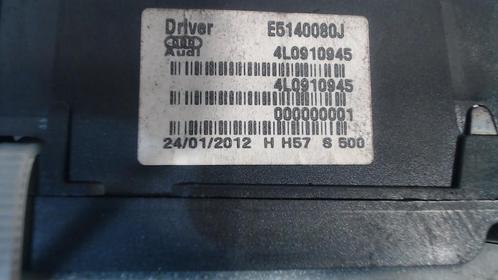 Driver E5140080J
Audi 4L0910945
4L0910945
000000001
24/01/2012 H H57 S 500